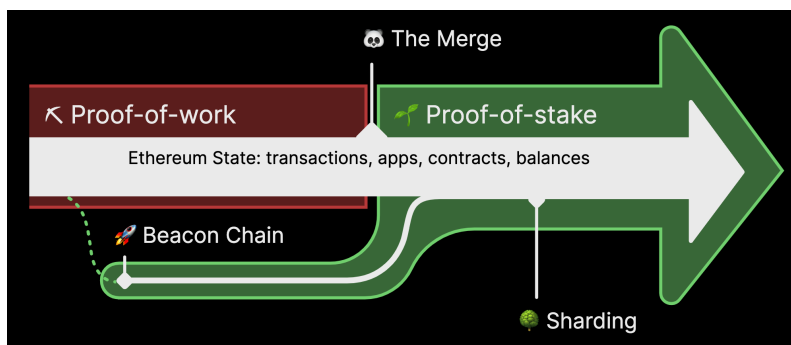 🐼 The Merge
⛏ Proof-of-work
🌱 Proof-of-stake
Ethereum State: transactions, apps, contracts, balances
🚀 Beacon Chain
🌳 Sharding